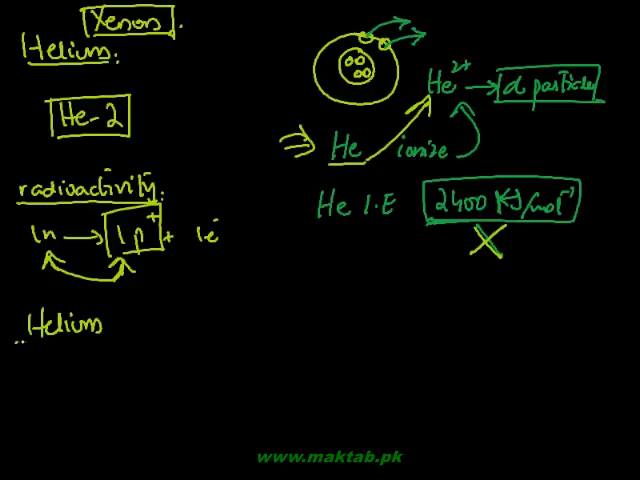 Xenon.
Helium.
He-2
radioactivity.
1n → 1p⁺ + 1e⁻
Helium
He²⁺ → α particle
⇒ He ionize
He I.E 2400 KJ/mol⁻¹
www.maktab.pk